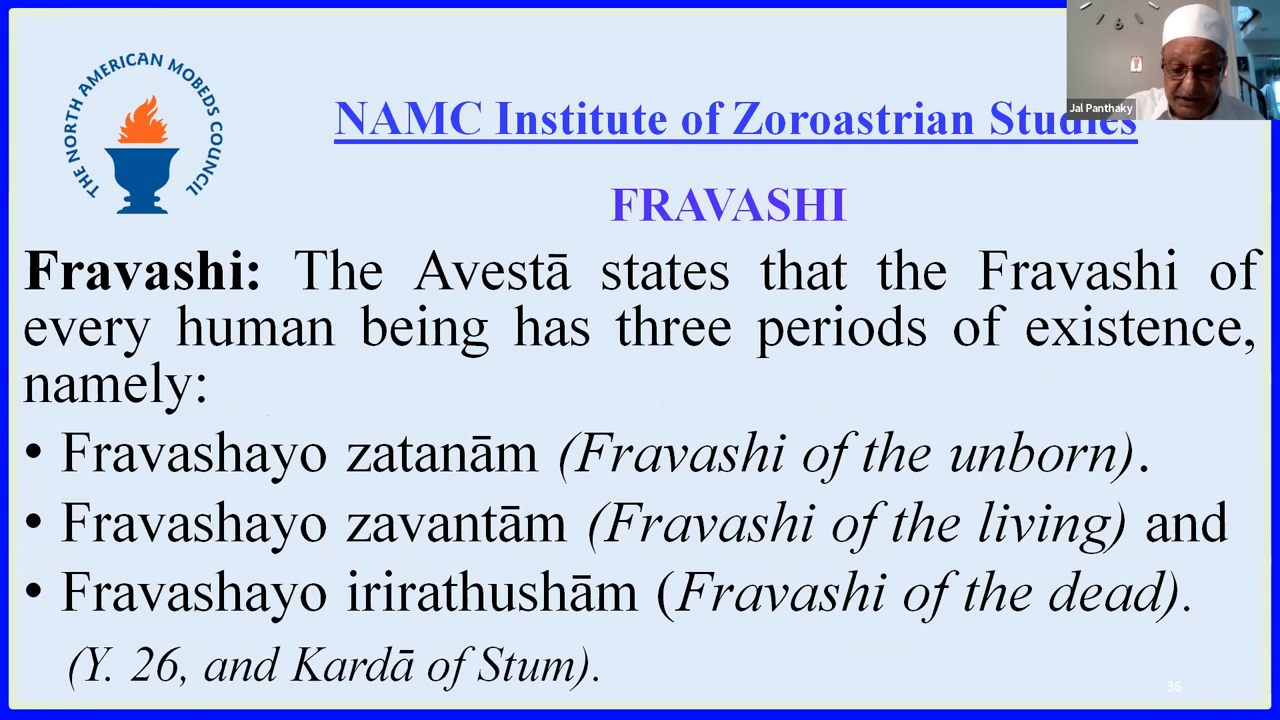 THE NORTH AMERICAN MOBEDS COUNCIL
Jal Panthaky
NAMC Institute of Zoroastrian Studies
FRAVASHI
Fravashi: The Avestā states that the Fravashi of
every human being has three periods of existence,
namely:
• Fravashayo zatanām (Fravashi of the unborn).
• Fravashayo zavantām (Fravashi of the living) and
• Fravashayo irirathushām (Fravashi of the dead).
(Y. 26, and Kardā of Stum).
36